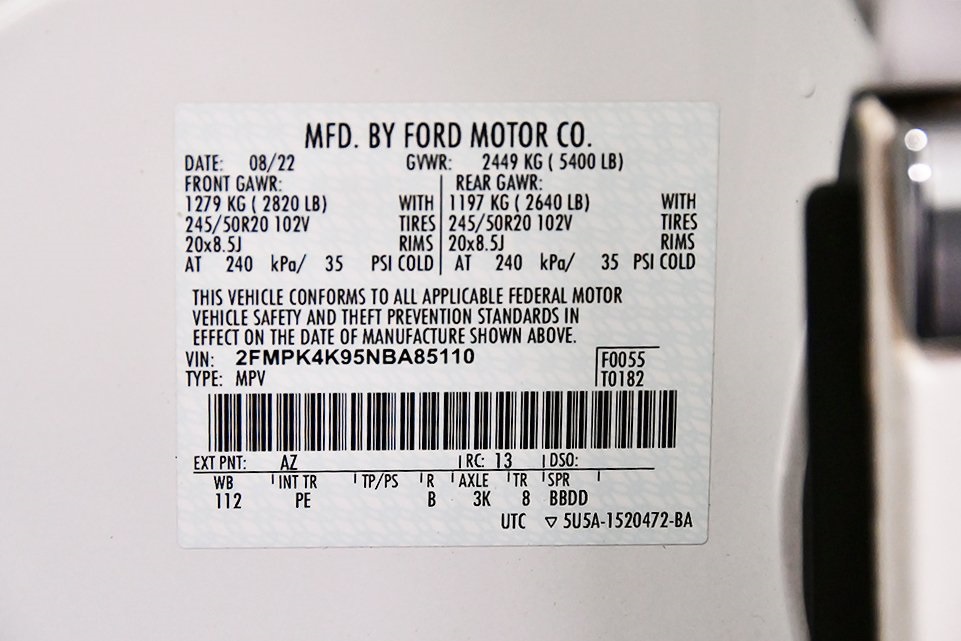 MFD. BY FORD MOTOR CO.
DATE: 08/22 GVWR: 2449 KG ( 5400 LB)
FRONT GAWR: REAR GAWR:
1279 KG ( 2820 LB) WITH 1197 KG ( 2640 LB) WITH
245/50R20 102V TIRES 245/50R20 102V TIRES
20x8.5J RIMS 20x8.5J RIMS
AT 240 kPa/ 35 PSI COLD AT 240 kPa/ 35 PSI COLD
THIS VEHICLE CONFORMS TO ALL APPLICABLE FEDERAL MOTOR
VEHICLE SAFETY AND THEFT PREVENTION STANDARDS IN
EFFECT ON THE DATE OF MANUFACTURE SHOWN ABOVE.
VIN: 2FMPK4K95NBA85110 F0055
TYPE: MPV T0182
EXT PNT: AZ RC: 13 DSO:
WB INT TR TP/PS R AXLE TR SPR
112 PE B 3K 8 BBDD
UTC ▽ 5U5A-1520472-BA